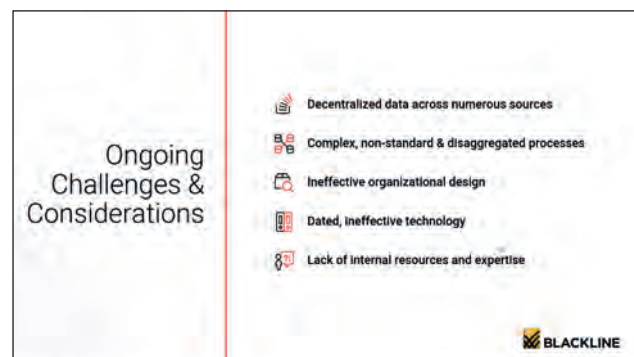 Ongoing
Challenges &
Considerations
Decentralized data across numerous sources
Complex, non-standard & disaggregated processes
Ineffective organizational design
Dated, ineffective technology
Lack of internal resources and expertise
BLACKLINE